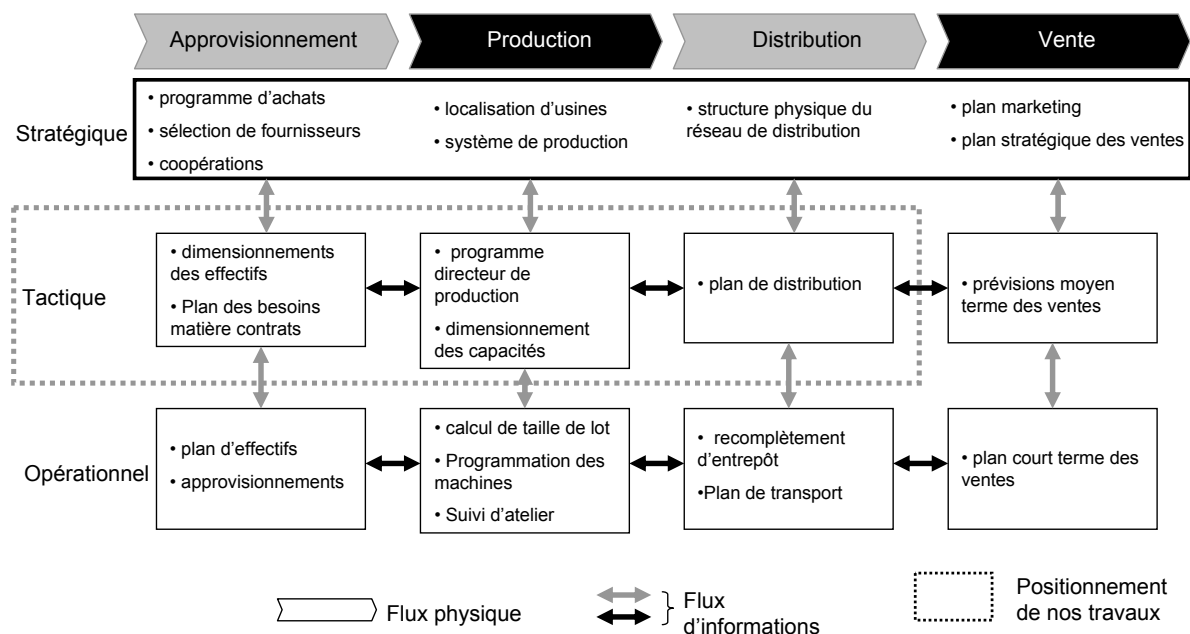 Approvisionnement
Production
Distribution
Vente
Stratégique
• programme d'achats
• sélection de fournisseurs
• coopérations
• localisation d'usines
• système de production
• structure physique du
réseau de distribution
• plan marketing
• plan stratégique des ventes
Tactique
• dimensionnements
des effectifs
• Plan des besoins
matière contrats
• programme
directeur de
production
• dimensionnement
des capacités
• plan de distribution
• prévisions moyen
terme des ventes
Opérationnel
• plan d'effectifs
• approvisionnements
• calcul de taille de lot
• Programmation des
machines
• Suivi d'atelier
• recomplètement
d'entrepôt
•Plan de transport
• plan court terme des
ventes
Flux physique
Flux
d'informations
Positionnement
de nos travaux